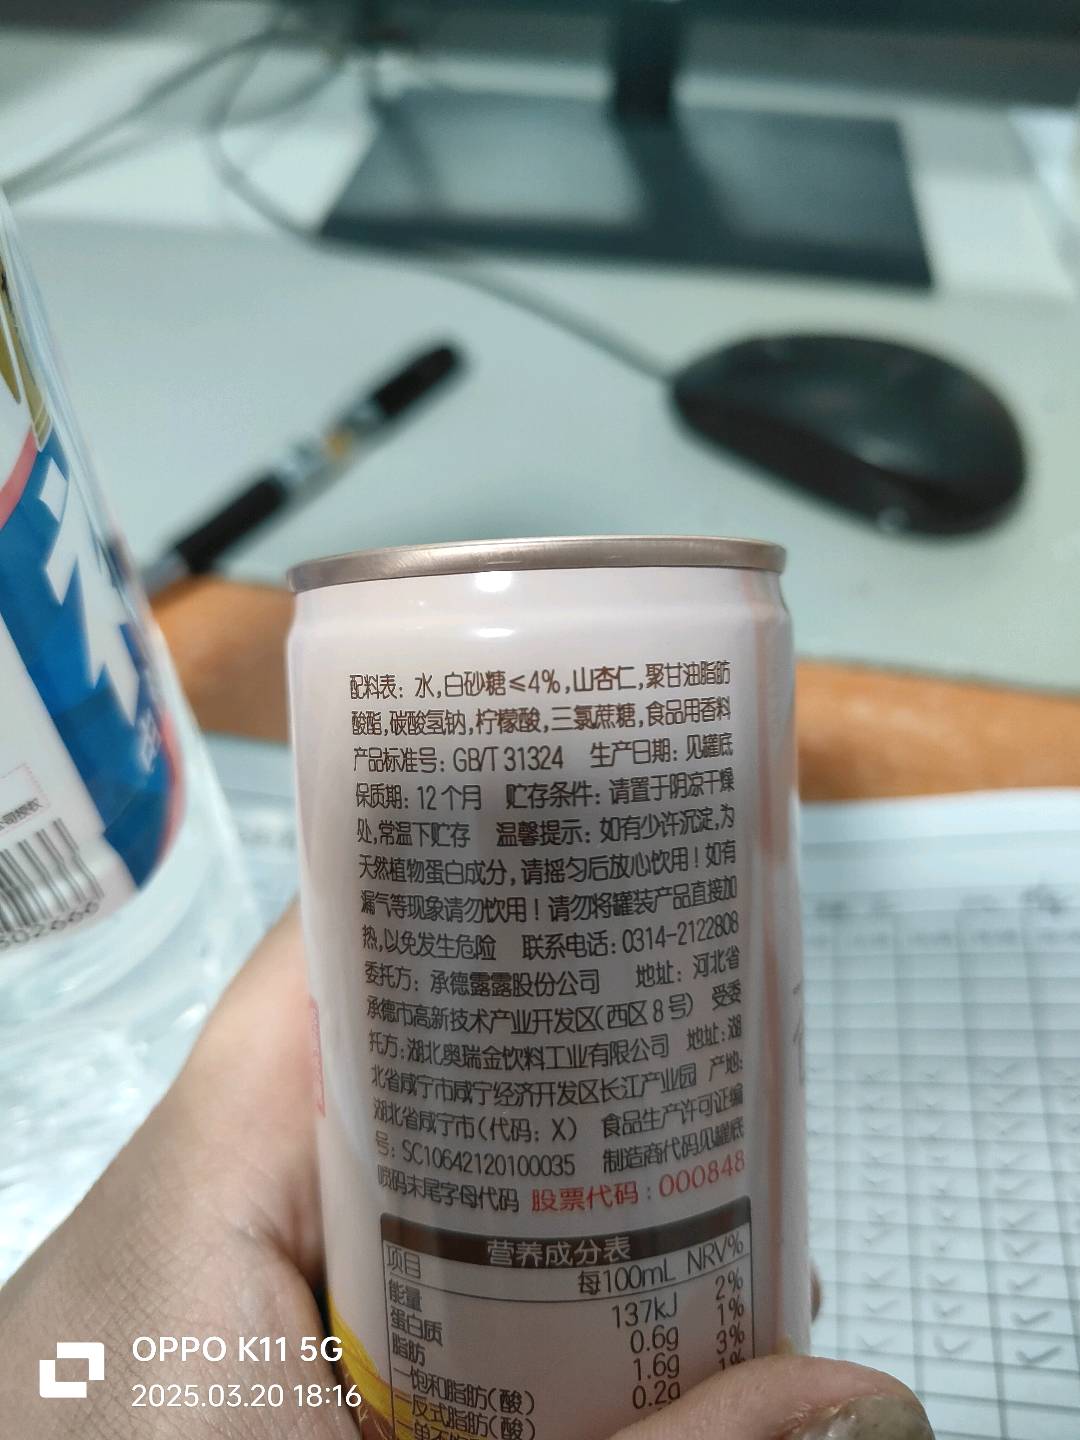 配料表：水,白砂糖≤4%,山杏仁,聚甘油脂肪
酸酯,碳酸氢钠,柠檬酸,三氯蔗糖,食品用香料
产品标准号：GB/T 31324 生产日期：见罐底
保质期：12个月 贮存条件：请置于阴凉干燥
处,常温下贮存 温馨提示：如有少许沉淀,为
天然植物蛋白成分,请摇匀后放心饮用！如有
漏气等现象请勿饮用！请勿将罐装产品直接加
热,以免发生危险 联系电话：0314-2122808
委托方：承德露露股份公司 地址：河北省
承德市高新技术产业开发区(西区8号) 受委
托方：湖北奥瑞金饮料工业有限公司 地址：湖
北省咸宁市咸宁经济开发区长江产业园 产地：
湖北省咸宁市(代码：X) 食品生产许可证编
号：SC10642120100035 制造商代码见罐底
喷码末尾字母代码 股票代码：000848
营养成分表
项目 每100mL NRV%
能量 137kJ 2%
蛋白质 0.6g 1%
脂肪 1.6g 3%
—饱和脂肪(酸) 0.2g 1%
—反式脂肪(酸)
OPPO K11 5G
2025.03.20 18:16